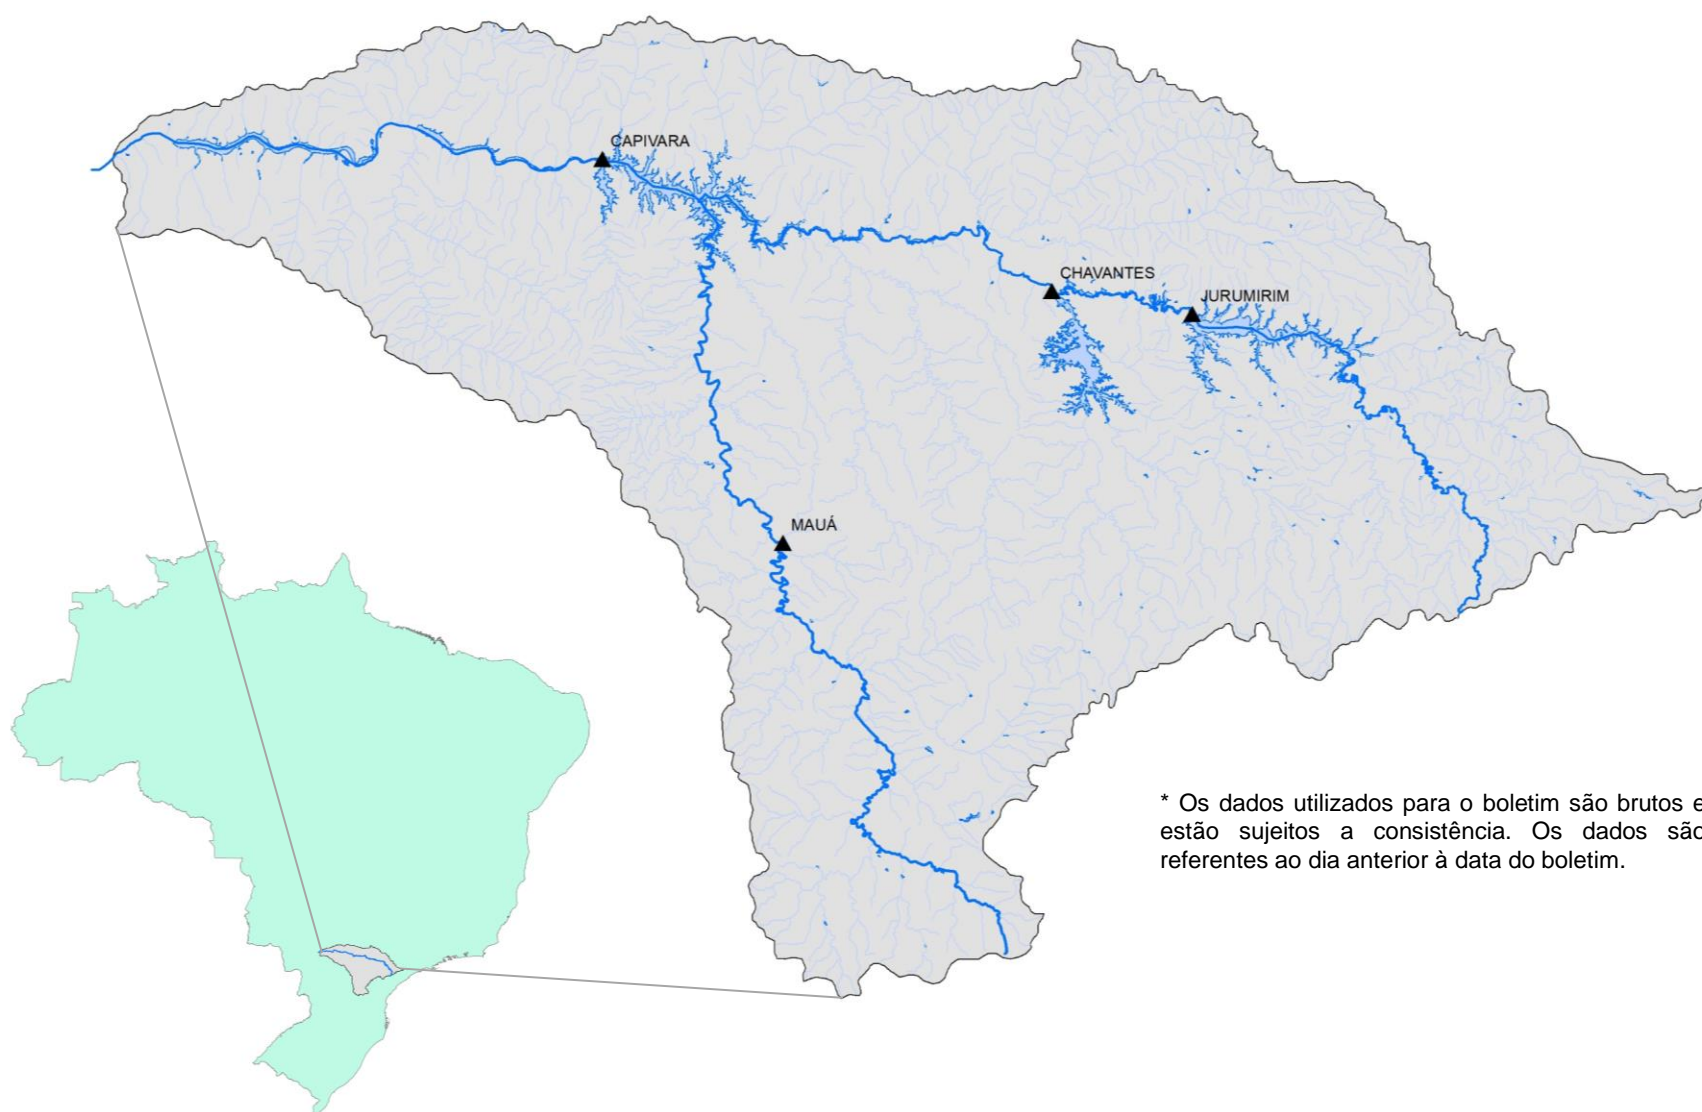 CAPIVARA
CHAVANTES
JURUMIRIM
MAUÁ
* Os dados utilizados para o boletim são brutos e
estão sujeitos a consistência. Os dados são
referentes ao dia anterior à data do boletim.